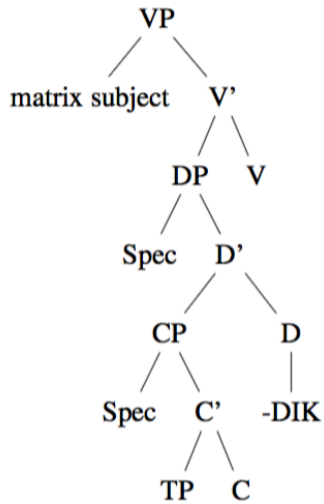 VP
matrix subject V’
DP V
Spec D’
CP D
Spec C’ -DIK
TP C